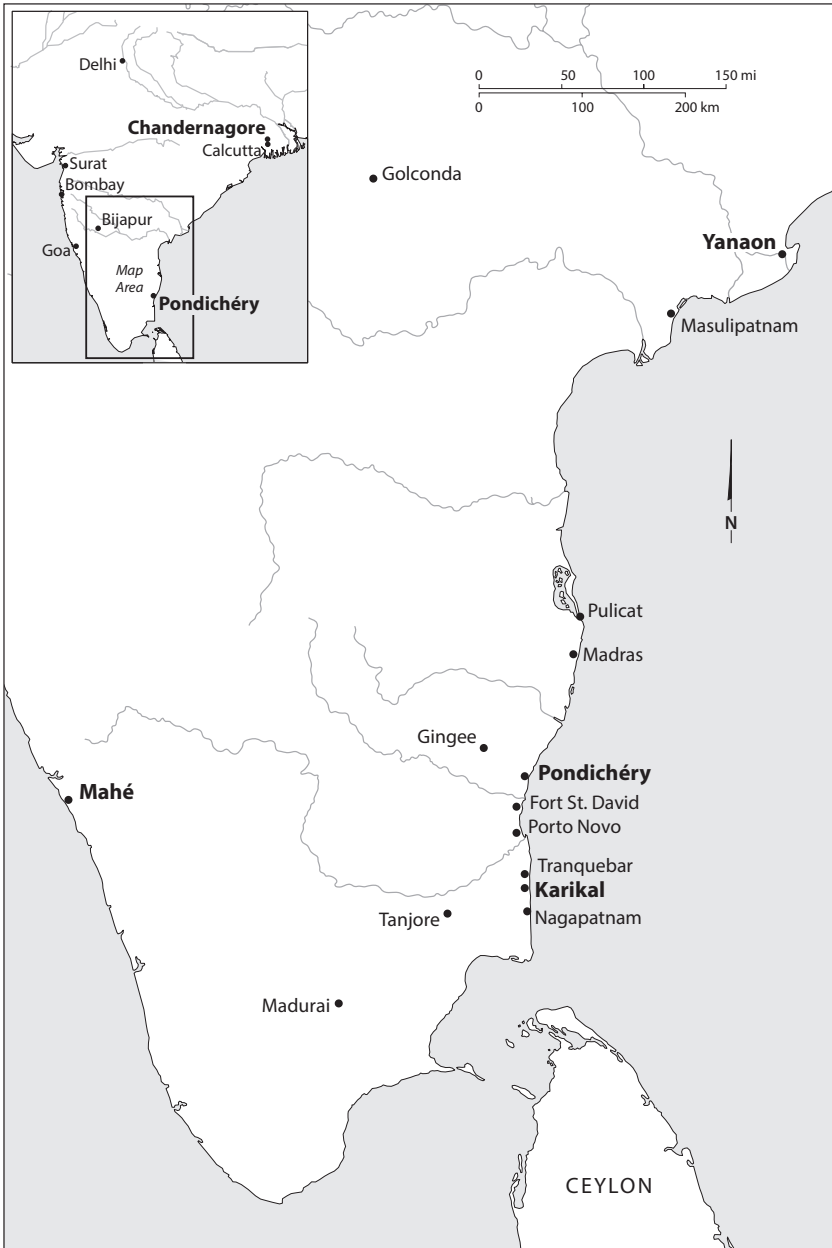 Delhi
Chandernagore
Calcutta
Surat
Bombay
Bijapur
Goa
Map
Area
Pondichéry
0 50 100 150 mi
0 100 200 km
Golconda
Yanaon
Masulipatnam
N
Pulicat
Madras
Gingee
Pondichéry
Mahé
Fort St. David
Porto Novo
Tranquebar
Karikal
Tanjore
Nagapatnam
Madurai
CEYLON